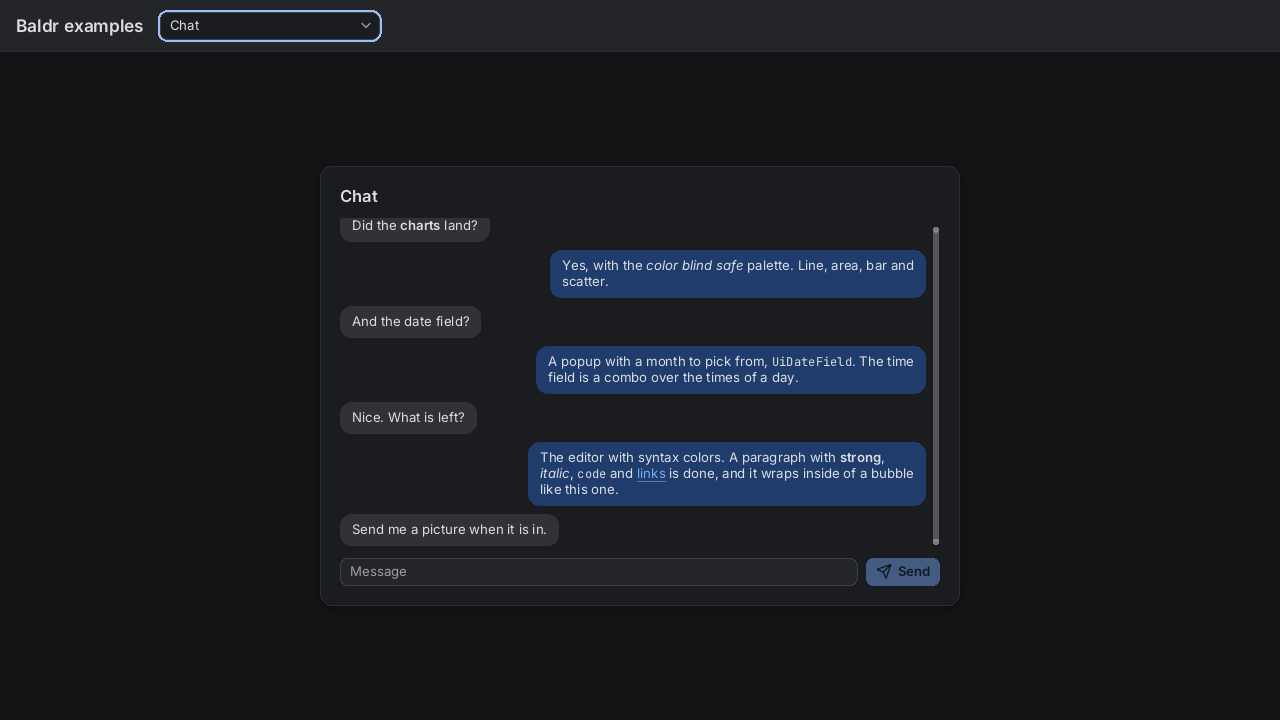 Baldr examples
Chat
Chat
Did the charts land?
Yes, with the color blind safe palette. Line, area, bar and
scatter.
And the date field?
A popup with a month to pick from, UiDateField. The time
field is a combo over the times of a day.
Nice. What is left?
The editor with syntax colors. A paragraph with strong,
italic, code and links is done, and it wraps inside of a bubble
like this one.
Send me a picture when it is in.
Message
Send